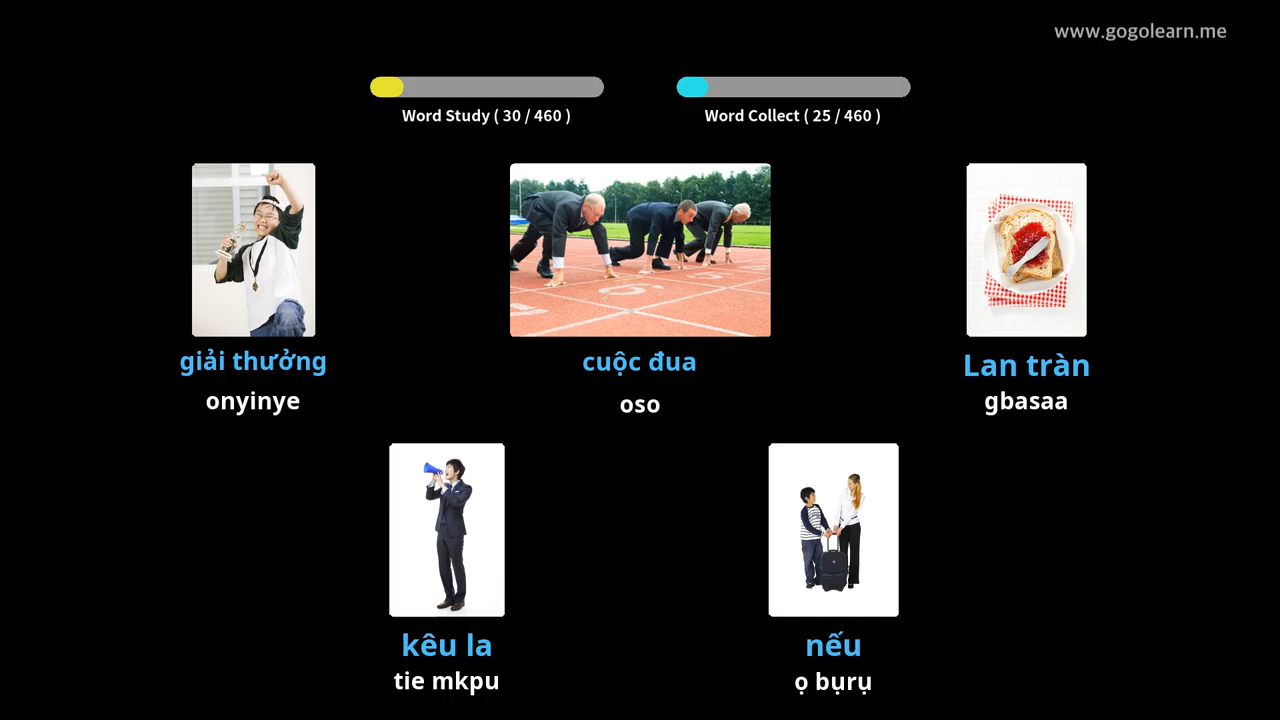 www.gogolearn.me
Word Study ( 30 / 460 )
Word Collect ( 25 / 460 )
giải thưởng
onyinye
cuộc đua
oso
Lan tràn
gbasaa
kêu la
tie mkpu
nếu
ọ bụrụ